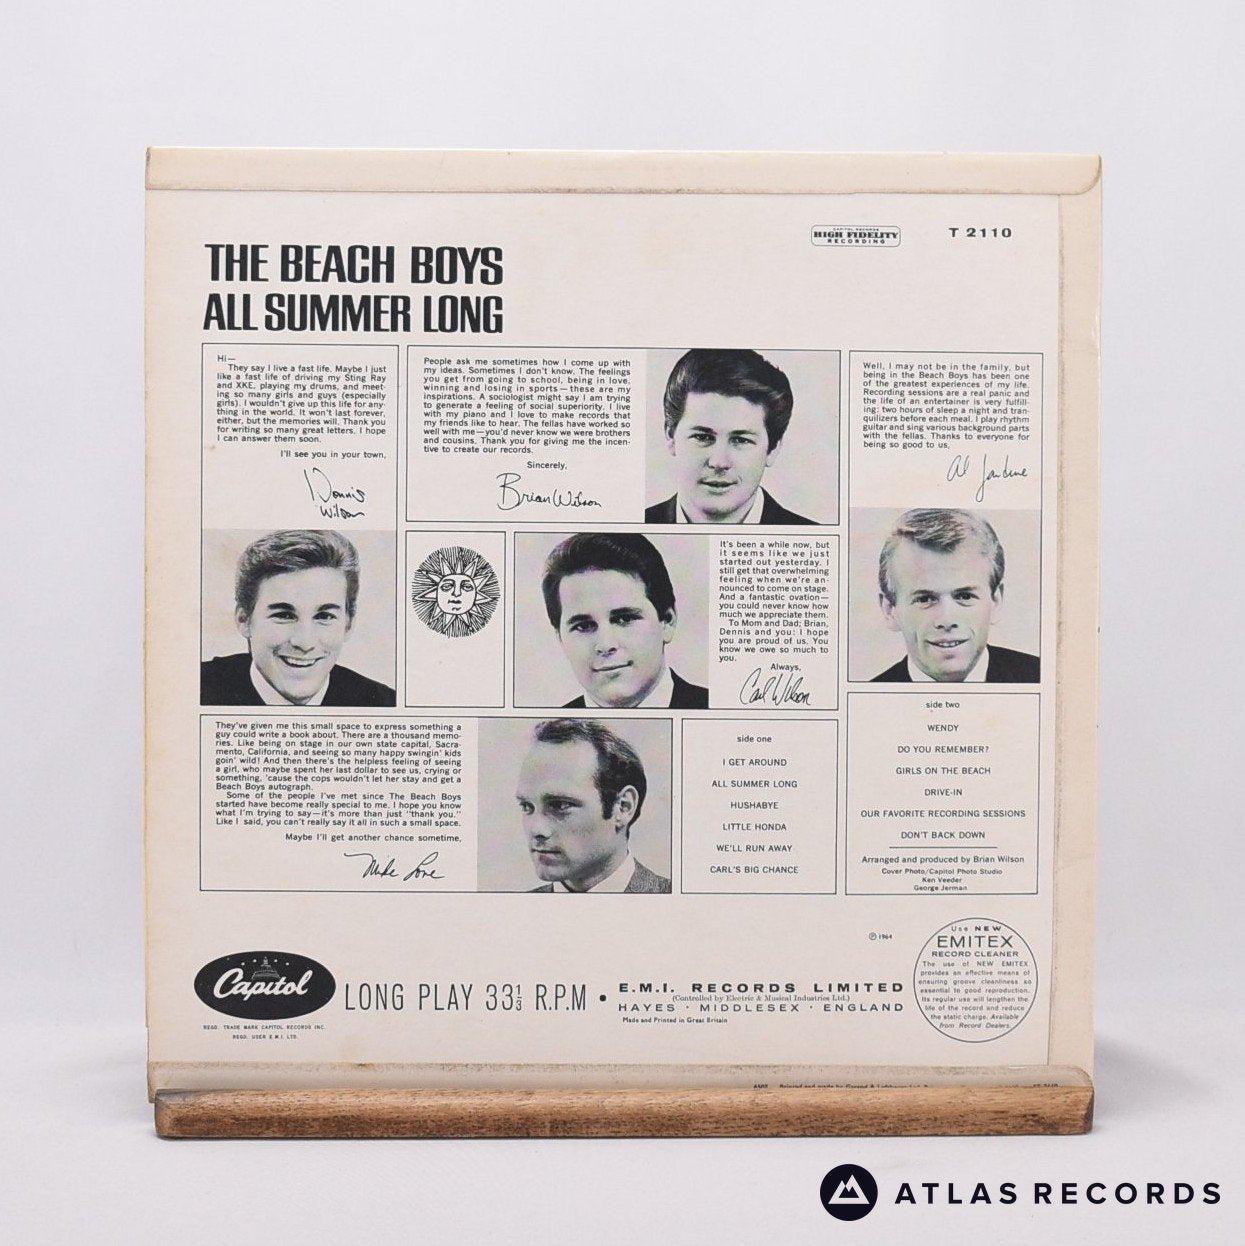 CAPITOL RECORDS
HIGH FIDELITY
RECORDING
T 2110
THE BEACH BOYS
ALL SUMMER LONG
Hi—
They say I live a fast life. Maybe I just
like a fast life of driving my Sting Ray
and XKE, playing my drums, and meet-
ing so many girls and guys (especially
girls). I wouldn't give up this life for any-
thing in the world. It won't last forever,
either, but the memories will. Thank you
for writing so many great letters. I hope
I can answer them soon.
I'll see you in your town,
Dennis
Wilson
People ask me sometimes how I come up with
my ideas. Sometimes I don't know. The feelings
you get from going to school, being in love,
winning and losing in sports—these are my
inspirations. A sociologist might say I am trying
to generate a feeling of social superiority. I live
with my piano and I love to make records that
my friends like to hear. The fellas have worked so
well with me—you'd never know we were brothers
and cousins. Thank you for giving me the incen-
tive to create our records.
Sincerely,
Brian Wilson
Well, I may not be in the family, but
being in the Beach Boys has been one
of the greatest experiences of my life.
Recording sessions are a real panic and
the life of an entertainer is very fulfill-
ing: two hours of sleep a night and tran-
quilizers before each meal. I play rhythm
guitar and sing various background parts
with the fellas. Thanks to everyone for
being so good to us,
Al Jardine
It's been a while now, but
it seems like we just
started out yesterday. I
still get that overwhelming
feeling when we're an-
nounced to come on stage.
And a fantastic ovation—
you could never know how
much we appreciate them.
To Mom and Dad; Brian,
Dennis and you: I hope
you are proud of us. You
know we owe so much to
you.
Always,
Carl Wilson
They've given me this small space to express something a
guy could write a book about. There are a thousand memo-
ries. Like being on stage in our own state capital, Sacra-
mento, California, and seeing so many happy swingin' kids
goin' wild! And then there's the helpless feeling of seeing
a girl, who maybe spent her last dollar to see us, crying or
something, 'cause the cops wouldn't let her stay and get a
Beach Boys autograph.
Some of the people I've met since The Beach Boys
started have become really special to me. I hope you know
what I'm trying to say—it's more than just "thank you."
Like I said, you can't really say it all in such a small space.
Maybe I'll get another chance sometime,
Mike Love
side one
I GET AROUND
ALL SUMMER LONG
HUSHABYE
LITTLE HONDA
WE'LL RUN AWAY
CARL'S BIG CHANCE
side two
WENDY
DO YOU REMEMBER?
GIRLS ON THE BEACH
DRIVE-IN
OUR FAVORITE RECORDING SESSIONS
DON'T BACK DOWN
Arranged and produced by Brian Wilson
Cover Photo/Capitol Photo Studio
Ken Veeder
George Jerman
℗ 1964
Capitol
REGD. TRADE MARK CAPITOL RECORDS INC.
REGD. USER E.M.I. LTD.
LONG PLAY 33⅓ R.P.M •
E.M.I. RECORDS LIMITED
(Controlled by Electric & Musical Industries Ltd.)
HAYES · MIDDLESEX · ENGLAND
Made and Printed in Great Britain
Use NEW
EMITEX
RECORD CLEANER
The use of NEW EMITEX
provides an effective means of
ensuring groove cleanliness so
essential to good reproduction.
Its regular use will lengthen the
life of the record and reduce
the static charge. Available
from Record Dealers.
ATLAS RECORDS